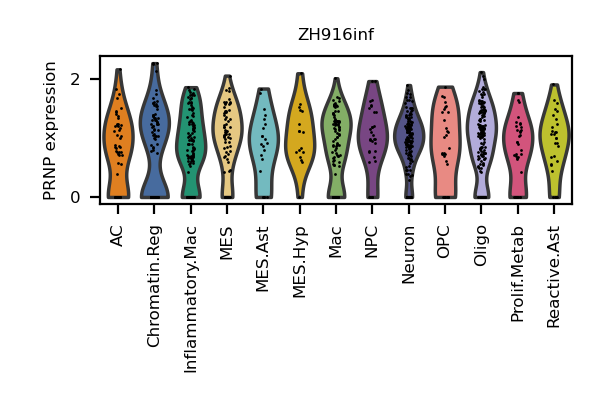 ZH916inf
PRNP expression
2
0
AC
Chromatin.Reg
Inflammatory.Mac
MES
MES.Ast
MES.Hyp
Mac
NPC
Neuron
OPC
Oligo
Prolif.Metab
Reactive.Ast